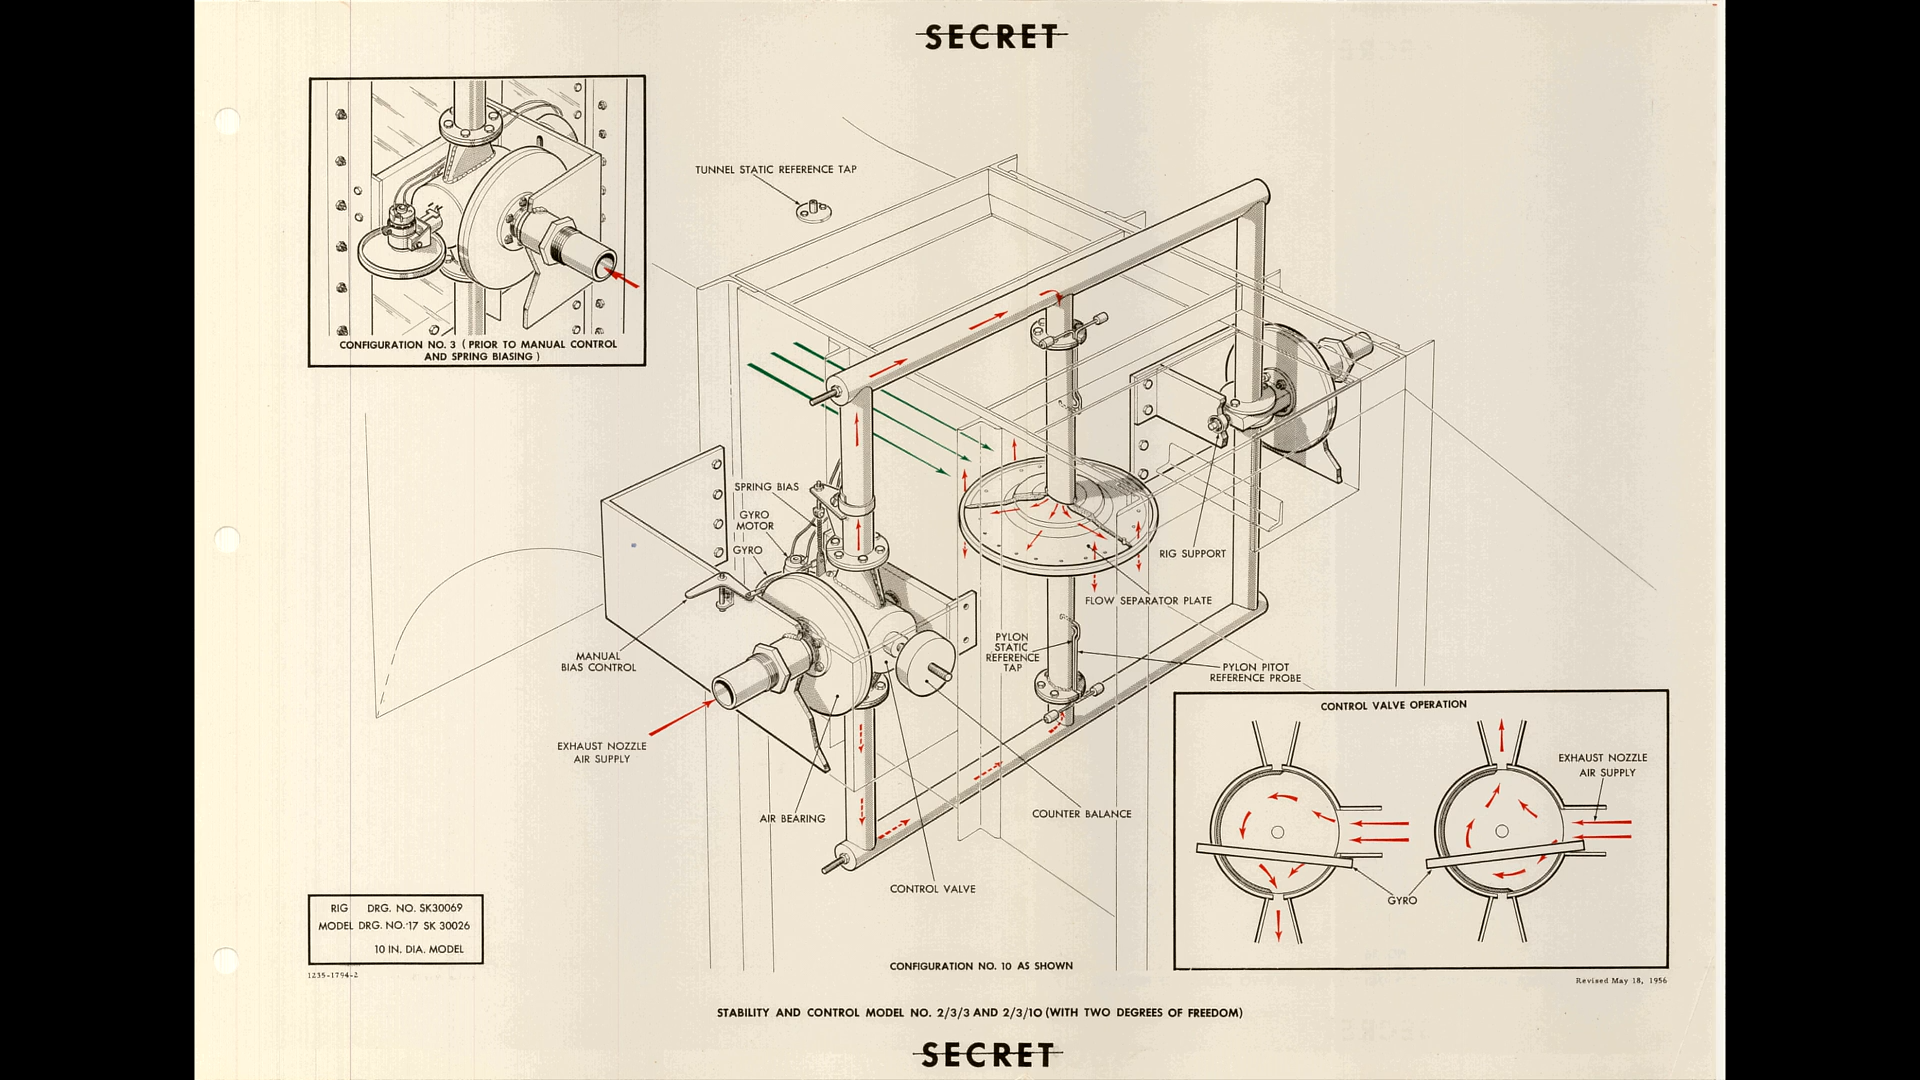 SECRET
TUNNEL STATIC REFERENCE TAP
CONFIGURATION NO. 3 ( PRIOR TO MANUAL CONTROL
AND SPRING BIASING )
SPRING BIAS
GYRO
MOTOR
GYRO
RIG SUPPORT
FLOW SEPARATOR PLATE
MANUAL
BIAS CONTROL
PYLON
STATIC
REFERENCE
TAP
PYLON PITOT
REFERENCE PROBE
EXHAUST NOZZLE
AIR SUPPLY
AIR BEARING
COUNTER BALANCE
CONTROL VALVE
CONTROL VALVE OPERATION
EXHAUST NOZZLE
AIR SUPPLY
GYRO
RIG DRG. NO. SK30069
MODEL DRG. NO. 17 SK 30026
10 IN. DIA. MODEL
1235-1794-2
CONFIGURATION NO. 10 AS SHOWN
Revised May 18, 1956
STABILITY AND CONTROL MODEL NO. 2/3/3 AND 2/3/10 (WITH TWO DEGREES OF FREEDOM)
SECRET